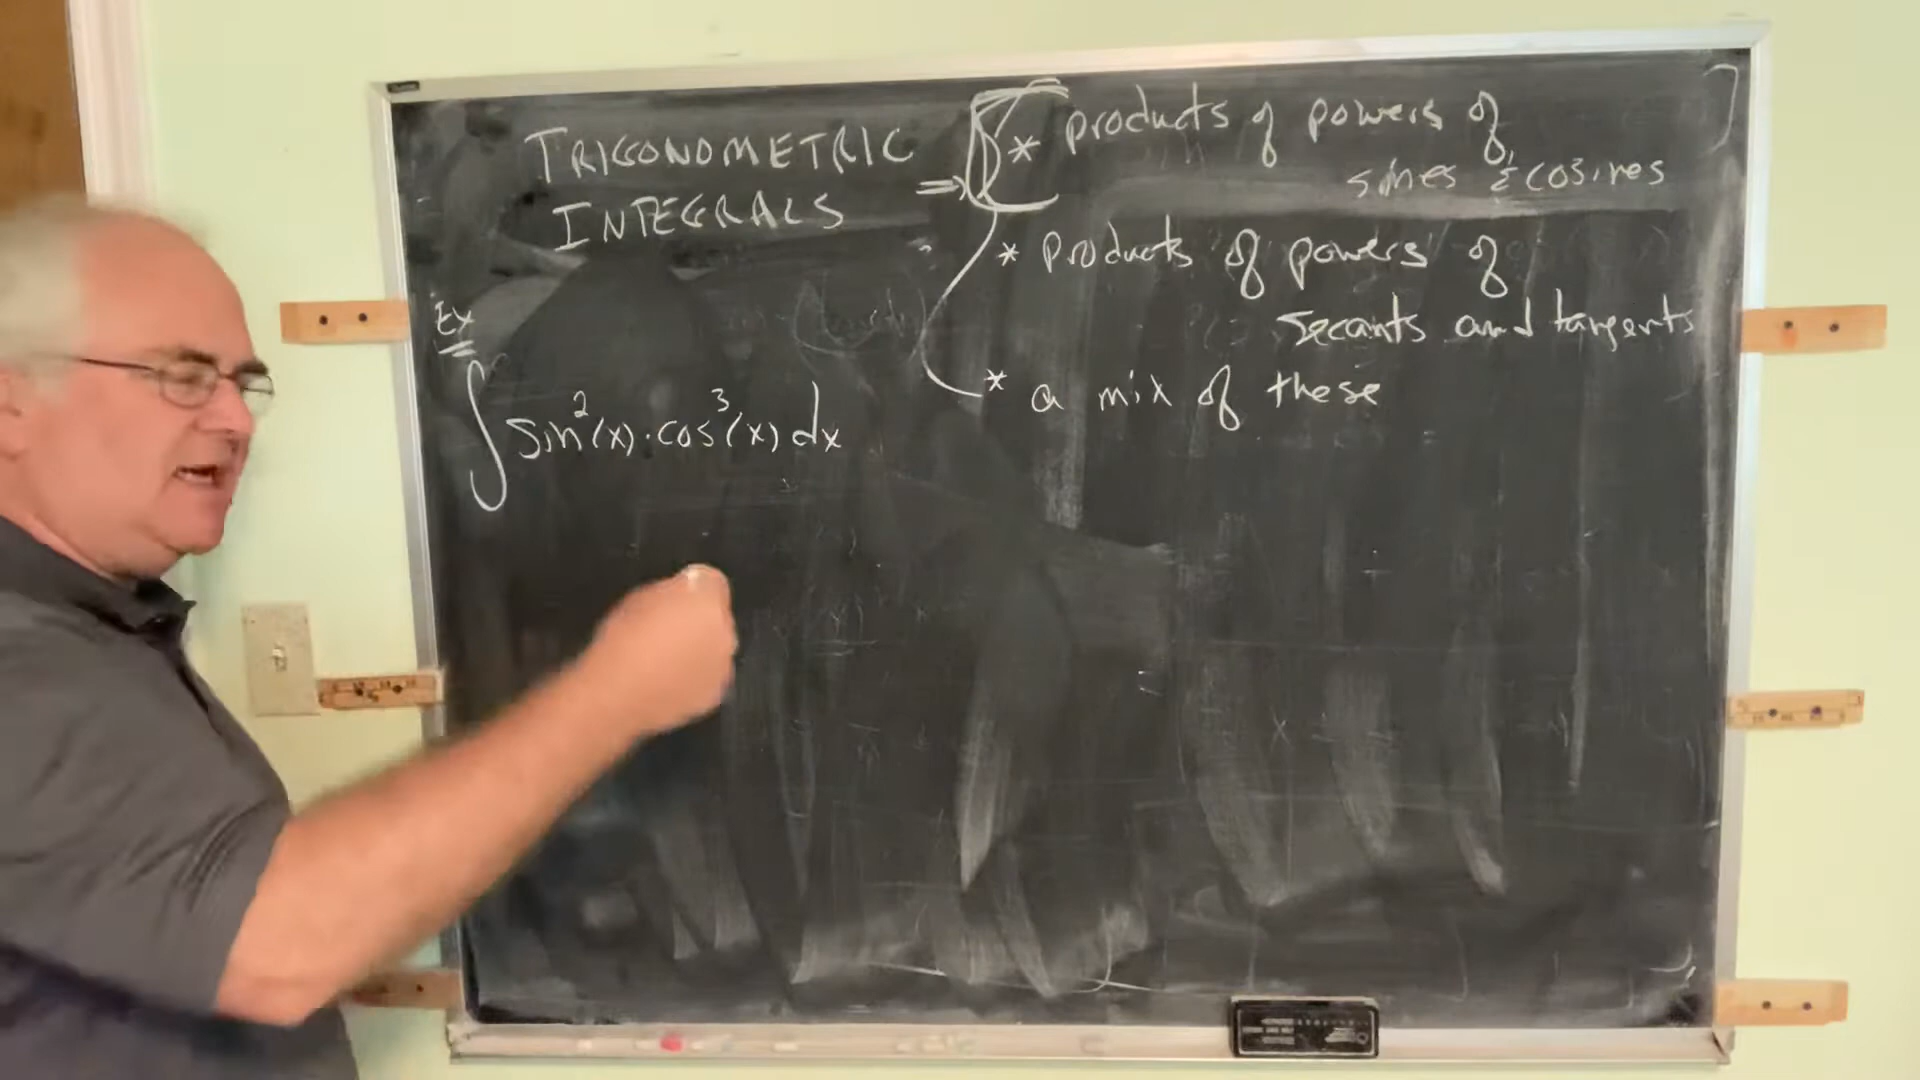 TRIGONOMETRIC
INTEGRALS
⇒ * products of powers of
sines & cosines
* Products of powers of
secants and tangents
* a mix of these
Ex
∫ sin²(x)·cos³(x) dx